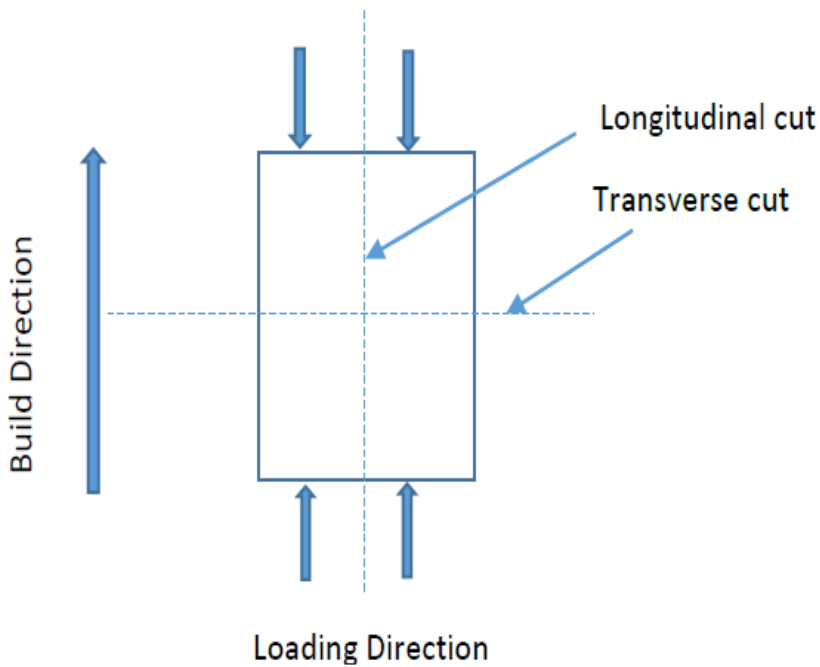 Longitudinal cut
Transverse cut
Build Direction
Loading Direction